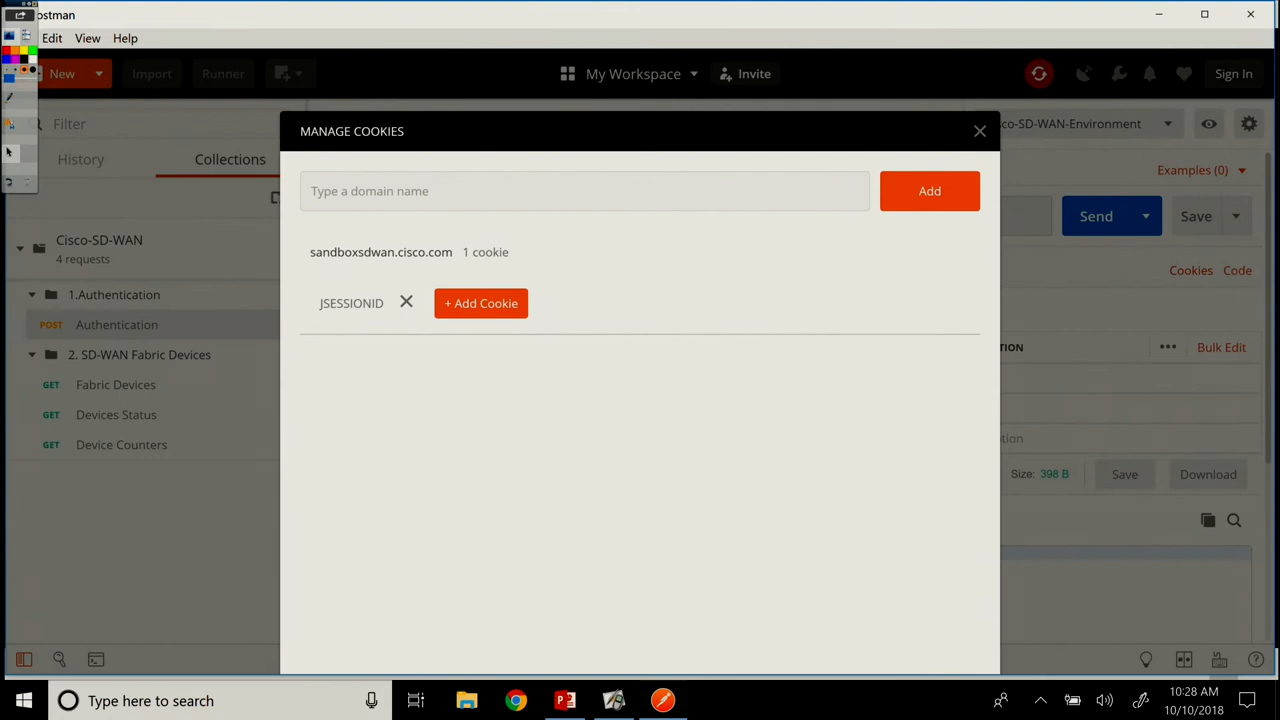 ostman
Edit View Help
New
Import
Runner
My Workspace
Invite
Sign In
Filter
History
Collections
Cisco-SD-WAN
4 requests
1.Authentication
POST Authentication
2. SD-WAN Fabric Devices
GET Fabric Devices
GET Devices Status
GET Device Counters
MANAGE COOKIES
Type a domain name
Add
sandboxsdwan.cisco.com 1 cookie
JSESSIONID
+ Add Cookie
co-SD-WAN-Environment
Examples (0)
Send
Save
Cookies Code
TION
Bulk Edit
tion
Size: 398 B
Save
Download
Type here to search
10:28 AM
10/10/2018